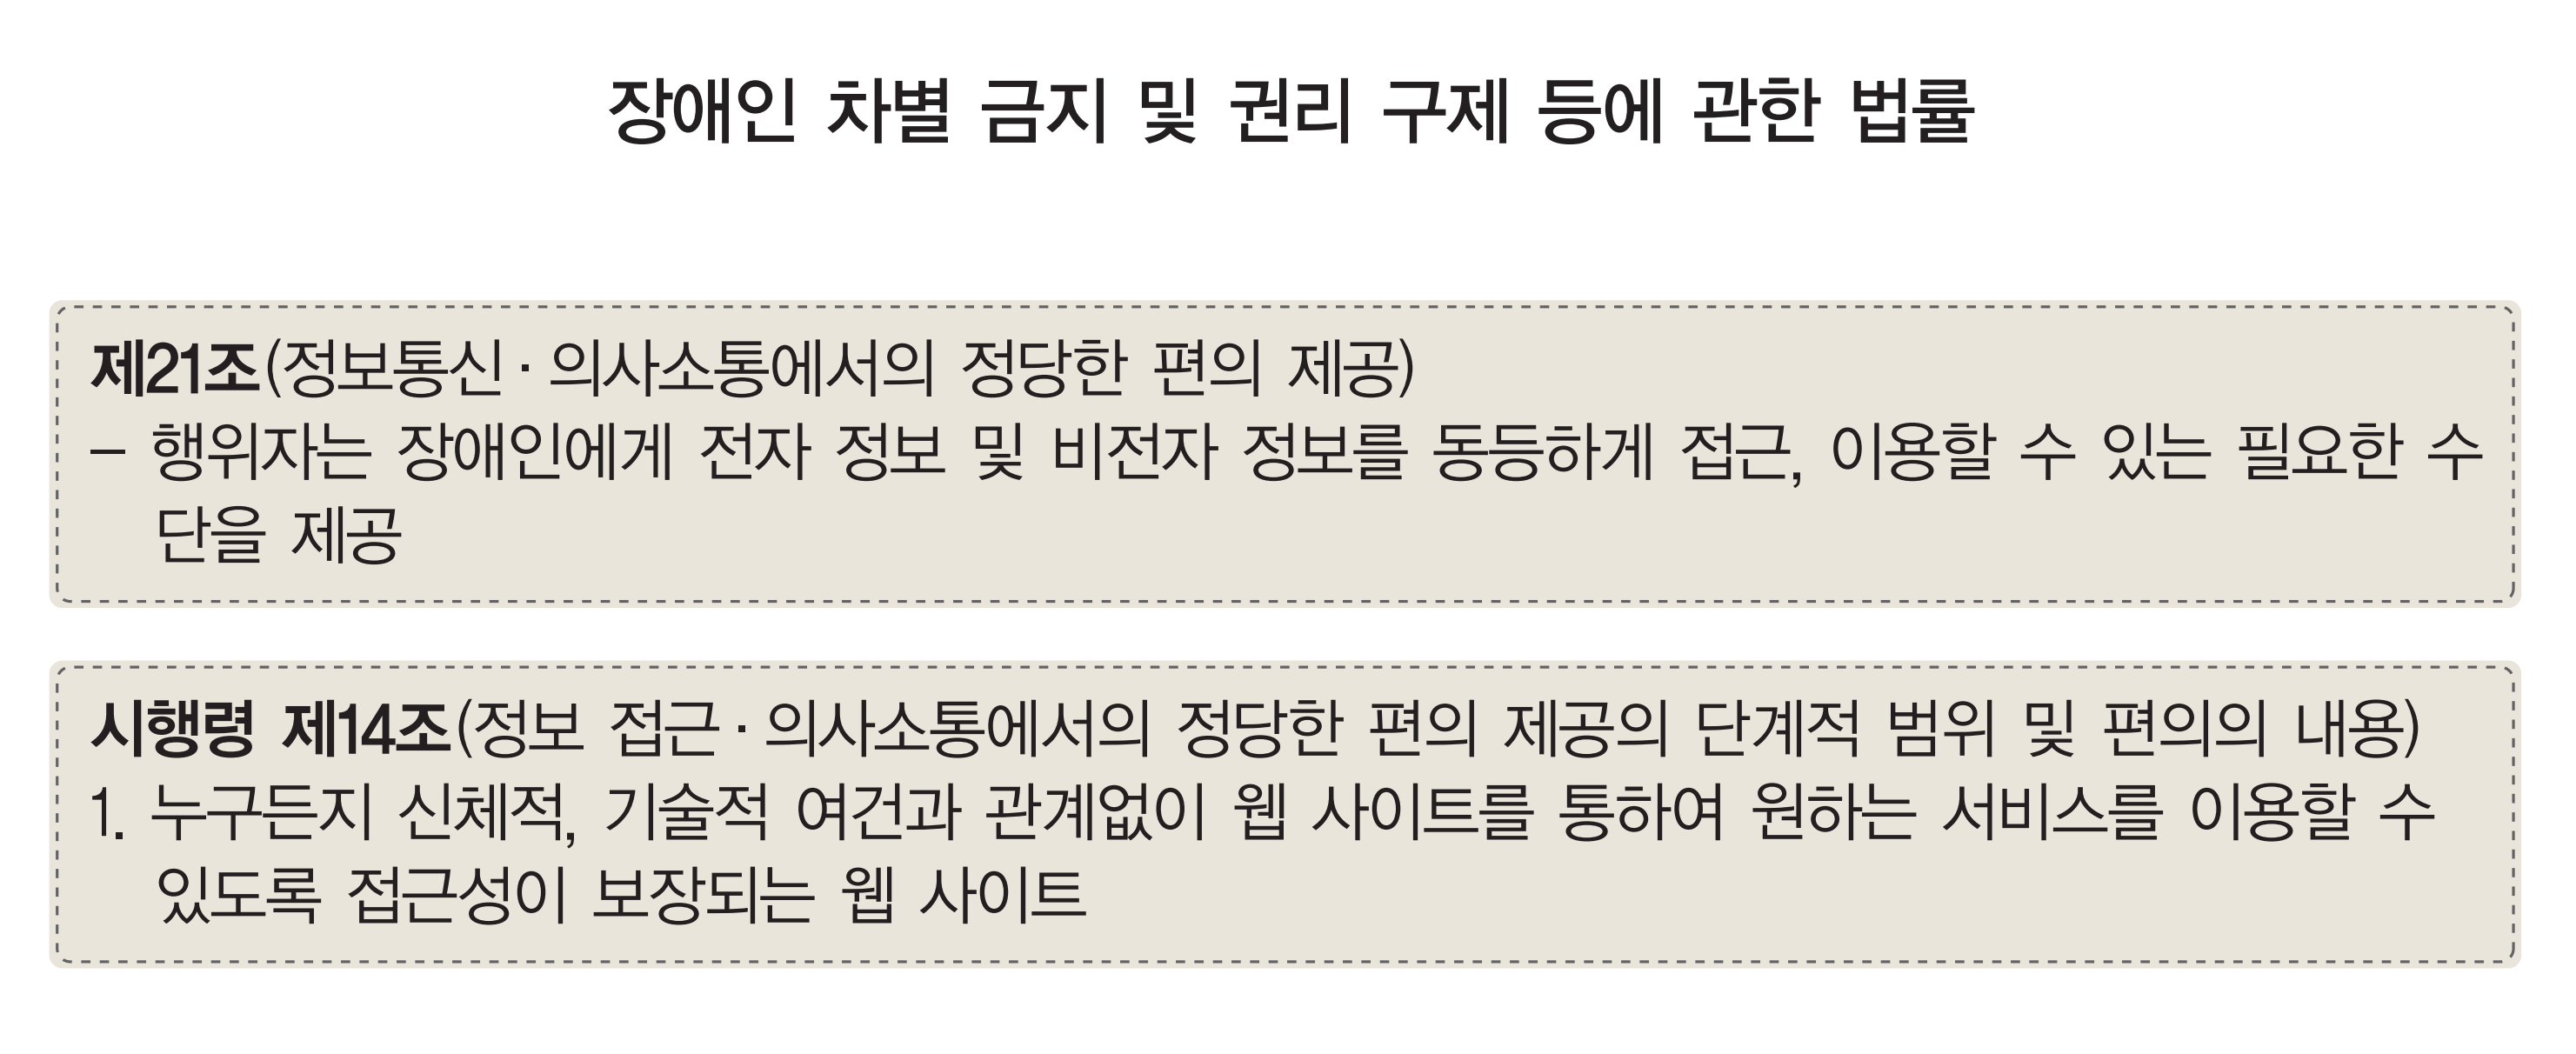 장애인 차별 금지 및 권리 구제 등에 관한 법률
제21조(정보통신·의사소통에서의 정당한 편의 제공)
– 행위자는 장애인에게 전자 정보 및 비전자 정보를 동등하게 접근, 이용할 수 있는 필요한 수
단을 제공
시행령 제14조(정보 접근·의사소통에서의 정당한 편의 제공의 단계적 범위 및 편의의 내용)
1. 누구든지 신체적, 기술적 여건과 관계없이 웹 사이트를 통하여 원하는 서비스를 이용할 수
있도록 접근성이 보장되는 웹 사이트